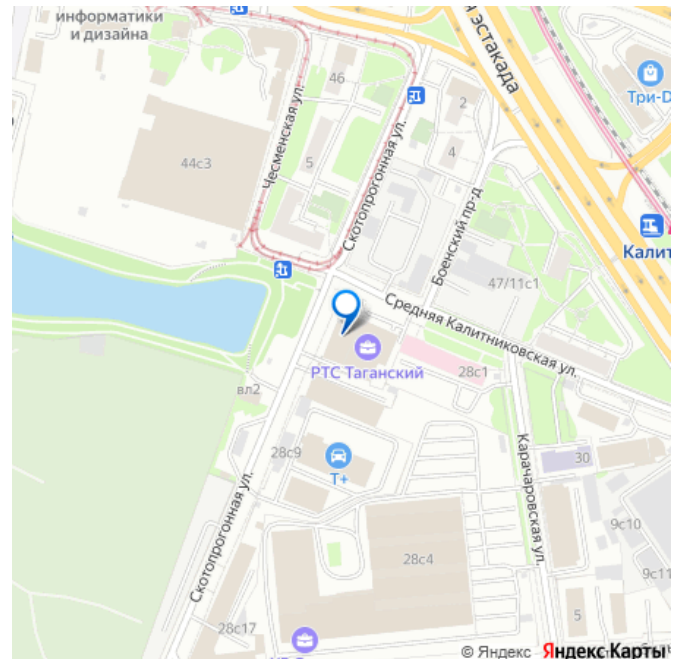 информатики
и дизайна
я эстакада
Три-D
46
2
Чесменская ул.
44с3
5
4
Скотопрогонная ул.
Боенский пр-д
Калит
47/11с1
Средняя Калитниковская ул.
РТС Таганский
28с1
вл2
28с9
Т+
30
Карачаровская ул.
Скотопрогонная ул.
9с10
28с4
9с11
5
28с17
© Яндекс Яндекс Карты